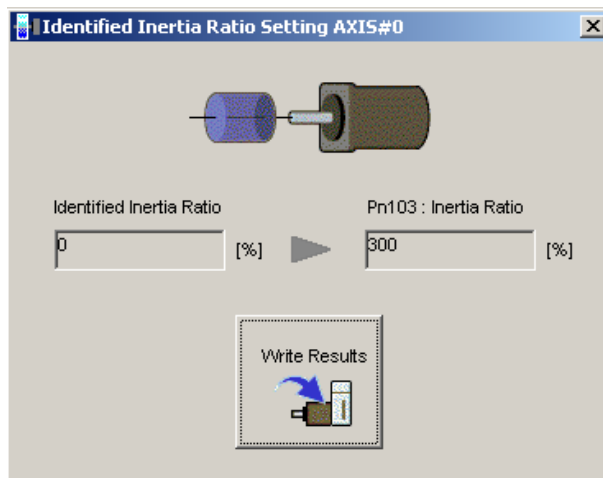 Identified Inertia Ratio Setting AXIS#0
Identified Inertia Ratio
Pn103 : Inertia Ratio
0 [%]
300 [%]
Write Results